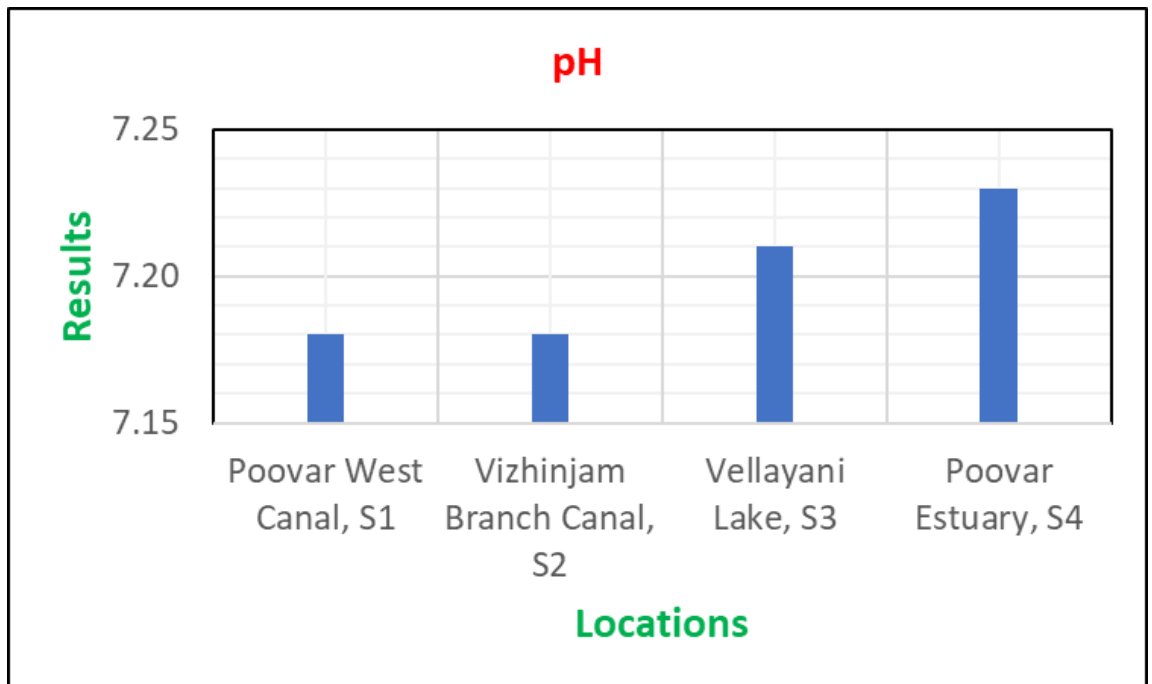 pH
7.25
7.20
7.15
Results
Poovar West
Canal, S1
Vizhinjam
Branch Canal,
S2
Vellayani
Lake, S3
Poovar
Estuary, S4
Locations